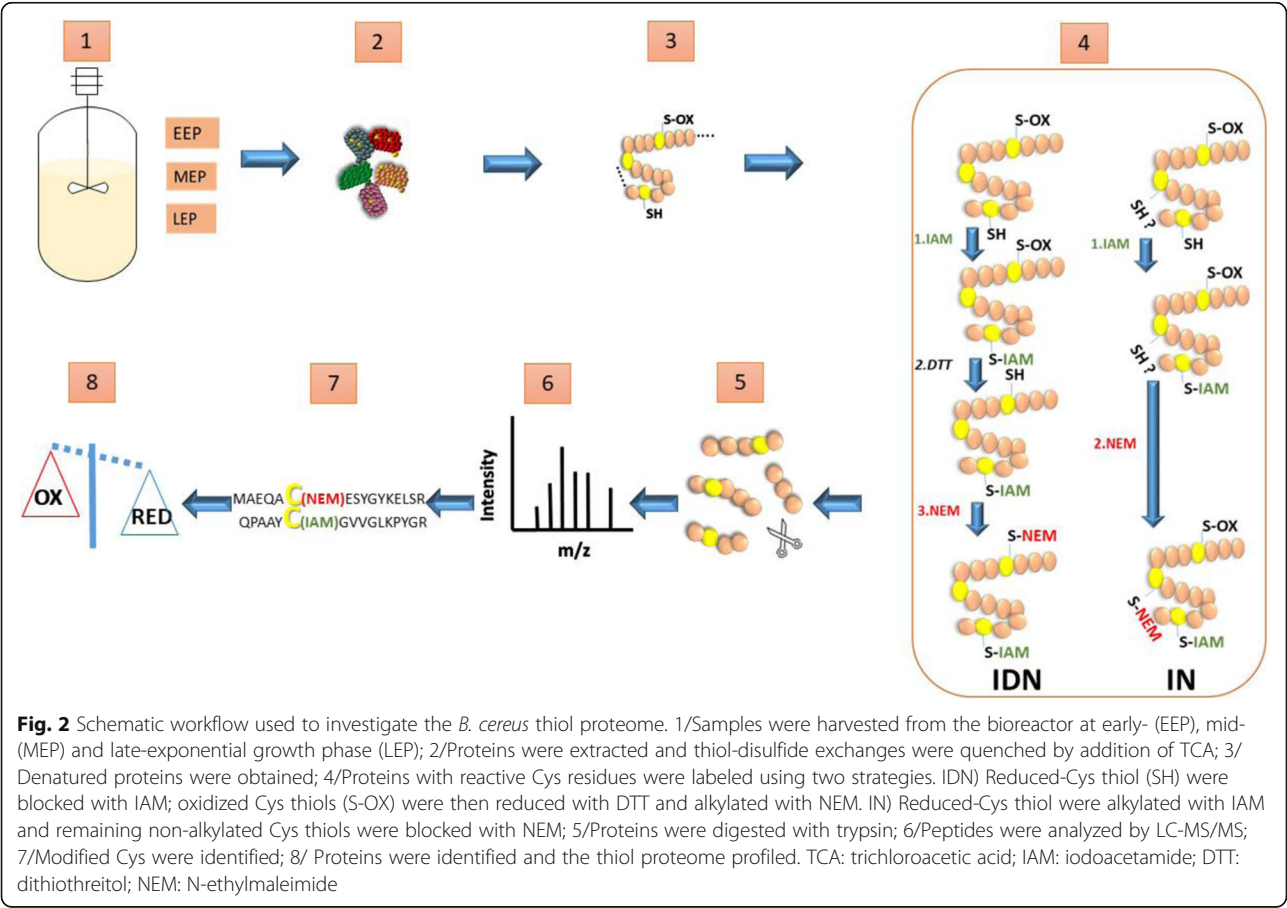 1
2
3
4
EEP
MEP
LEP
S-OX
SH
S-OX
SH
1.IAM
S-OX
S-IAM
2.DTT
SH
S-IAM
3.NEM
S-NEM
S-IAM
IDN
S-OX
SH ?
SH
1.IAM
S-OX
SH ?
S-IAM
2.NEM
S-OX
S-NEM
S-IAM
IN
8
7
6
5
OX
RED
MAEQA C(NEM)ESYGYKELSR
QPAAY C(IAM)GVVGLKPYGR
Intensity
m/z
Fig. 2 Schematic workflow used to investigate the B. cereus thiol proteome. 1/Samples were harvested from the bioreactor at early- (EEP), mid-
(MEP) and late-exponential growth phase (LEP); 2/Proteins were extracted and thiol-disulfide exchanges were quenched by addition of TCA; 3/
Denatured proteins were obtained; 4/Proteins with reactive Cys residues were labeled using two strategies. IDN) Reduced-Cys thiol (SH) were
blocked with IAM; oxidized Cys thiols (S-OX) were then reduced with DTT and alkylated with NEM. IN) Reduced-Cys thiol were alkylated with IAM
and remaining non-alkylated Cys thiols were blocked with NEM; 5/Proteins were digested with trypsin; 6/Peptides were analyzed by LC-MS/MS;
7/Modified Cys were identified; 8/ Proteins were identified and the thiol proteome profiled. TCA: trichloroacetic acid; IAM: iodoacetamide; DTT:
dithiothreitol; NEM: N-ethylmaleimide